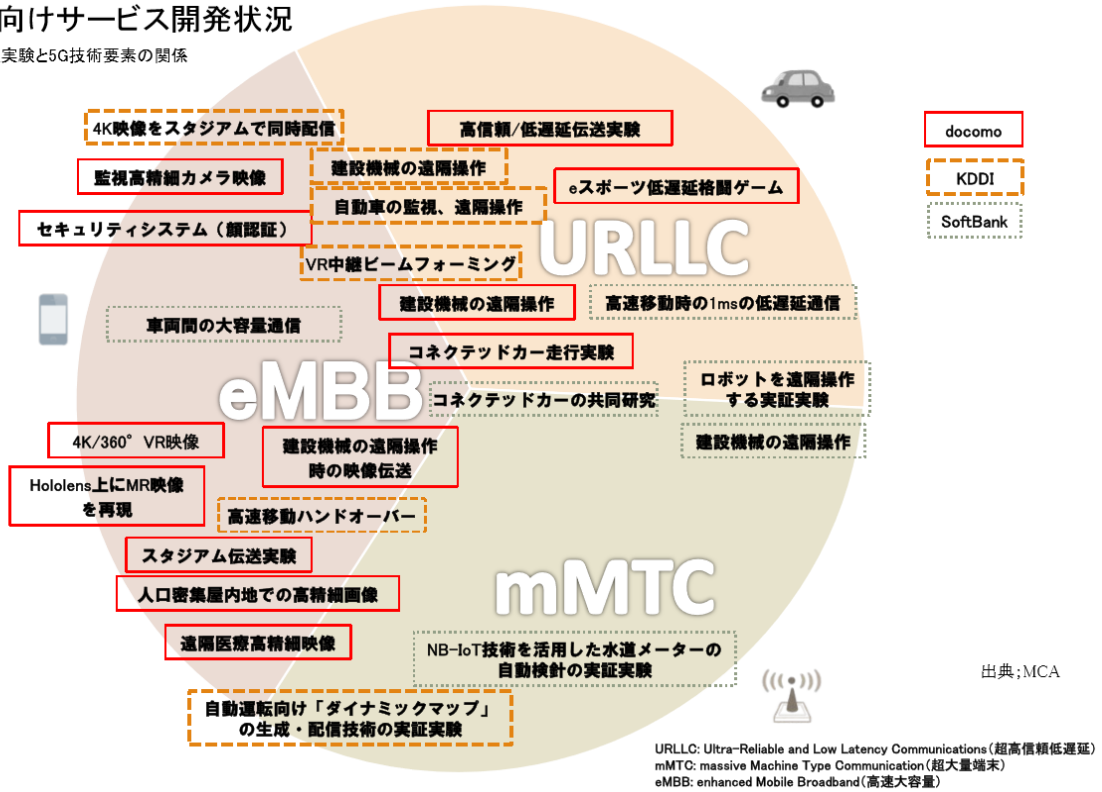 向けサービス開発状況
実験と5G技術要素の関係
4K映像をスタジアムで同時配信
高信頼/低遅延伝送実験
docomo
監視高精細カメラ映像
建設機械の遠隔操作
eスポーツ低遅延格闘ゲーム
KDDI
自動車の監視、遠隔操作
セキュリティシステム（顔認証）
SoftBank
URLLC
VR中継ビームフォーミング
建設機械の遠隔操作
高速移動時の1msの低遅延通信
車両間の大容量通信
コネクテッドカー走行実験
eMBB
コネクテッドカーの共同研究
ロボットを遠隔操作
する実証実験
4K/360°VR映像
建設機械の遠隔操作
時の映像伝送
建設機械の遠隔操作
Hololens上にMR映像
を再現
高速移動ハンドオーバー
スタジアム伝送実験
mMTC
人口密集屋内地での高精細画像
遠隔医療高精細映像
NB-IoT技術を活用した水道メーターの
自動検針の実証実験
出典;MCA
自動運転向け「ダイナミックマップ」
の生成・配信技術の実証実験
URLLC: Ultra-Reliable and Low Latency Communications（超高信頼低遅延）
mMTC: massive Machine Type Communication（超大量端末）
eMBB: enhanced Mobile Broadband（高速大容量）